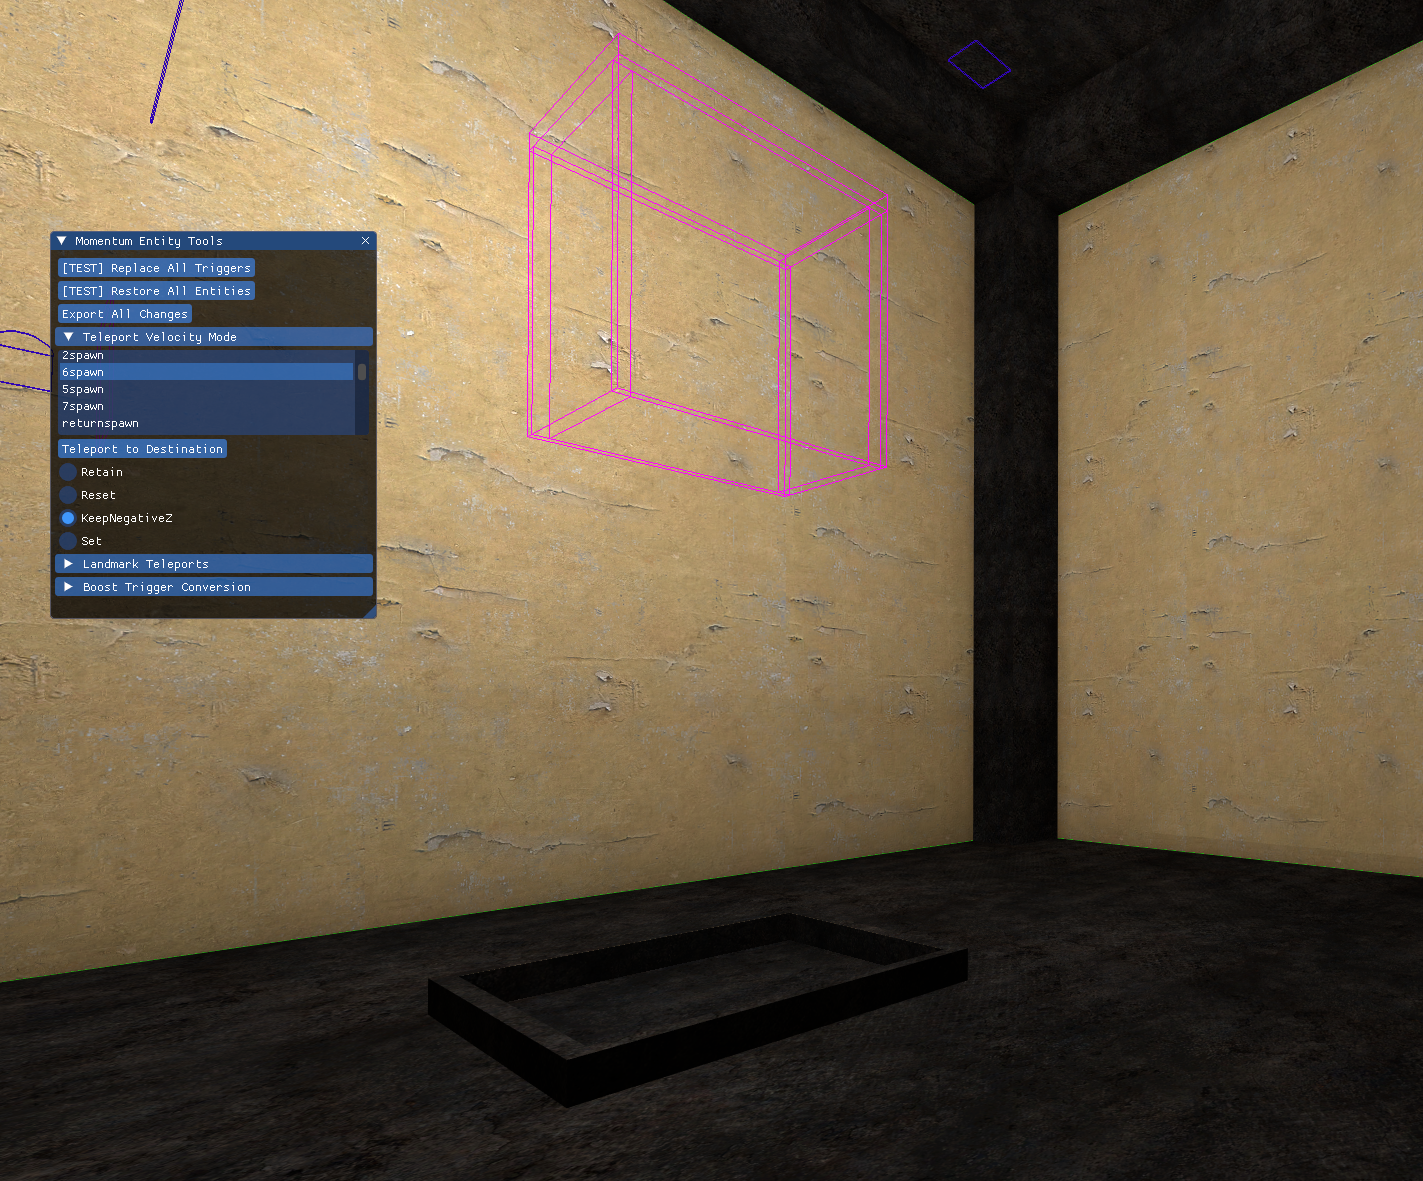 Momentum Entity Tools
[TEST] Replace All Triggers
[TEST] Restore All Entities
Export All Changes
Teleport Velocity Mode
2spawn
6spawn
5spawn
7spawn
returnspawn
Teleport to Destination
Retain
Reset
KeepNegativeZ
Set
Landmark Teleports
Boost Trigger Conversion